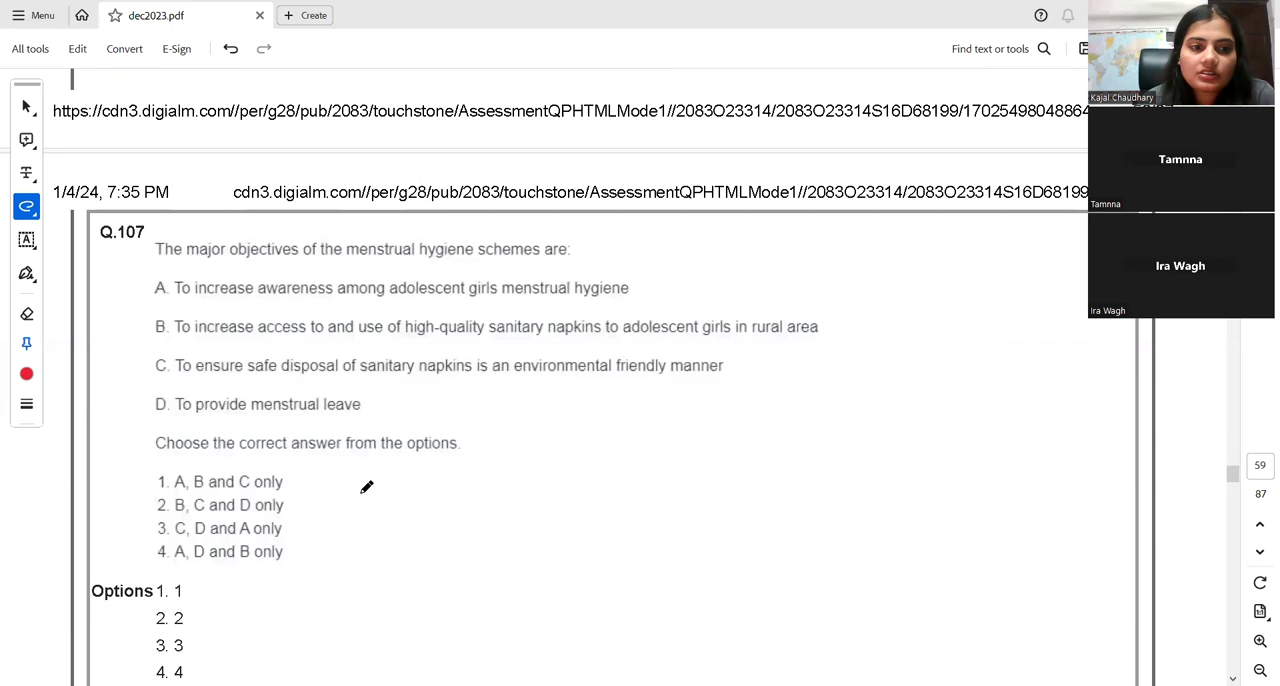 Menu
dec2023.pdf
Create
All tools
Edit
Convert
E-Sign
Find text or tools
Kajal Chaudhary
https://cdn3.digialm.com//per/g28/pub/2083/touchstone/AssessmentQPHTMLMode1//2083O23314/2083O23314S16D68199/17025498048864
Tamnna
Tamnna
1/4/24, 7:35 PM
cdn3.digialm.com//per/g28/pub/2083/touchstone/AssessmentQPHTMLMode1//2083O23314/2083O23314S16D68199
Ira Wagh
Ira Wagh
Q.107
The major objectives of the menstrual hygiene schemes are:
A. To increase awareness among adolescent girls menstrual hygiene
B. To increase access to and use of high-quality sanitary napkins to adolescent girls in rural area
C. To ensure safe disposal of sanitary napkins is an environmental friendly manner
D. To provide menstrual leave
Choose the correct answer from the options.
1. A, B and C only
2. B, C and D only
3. C, D and A only
4. A, D and B only
Options 1. 1
2. 2
3. 3
4. 4
59
87